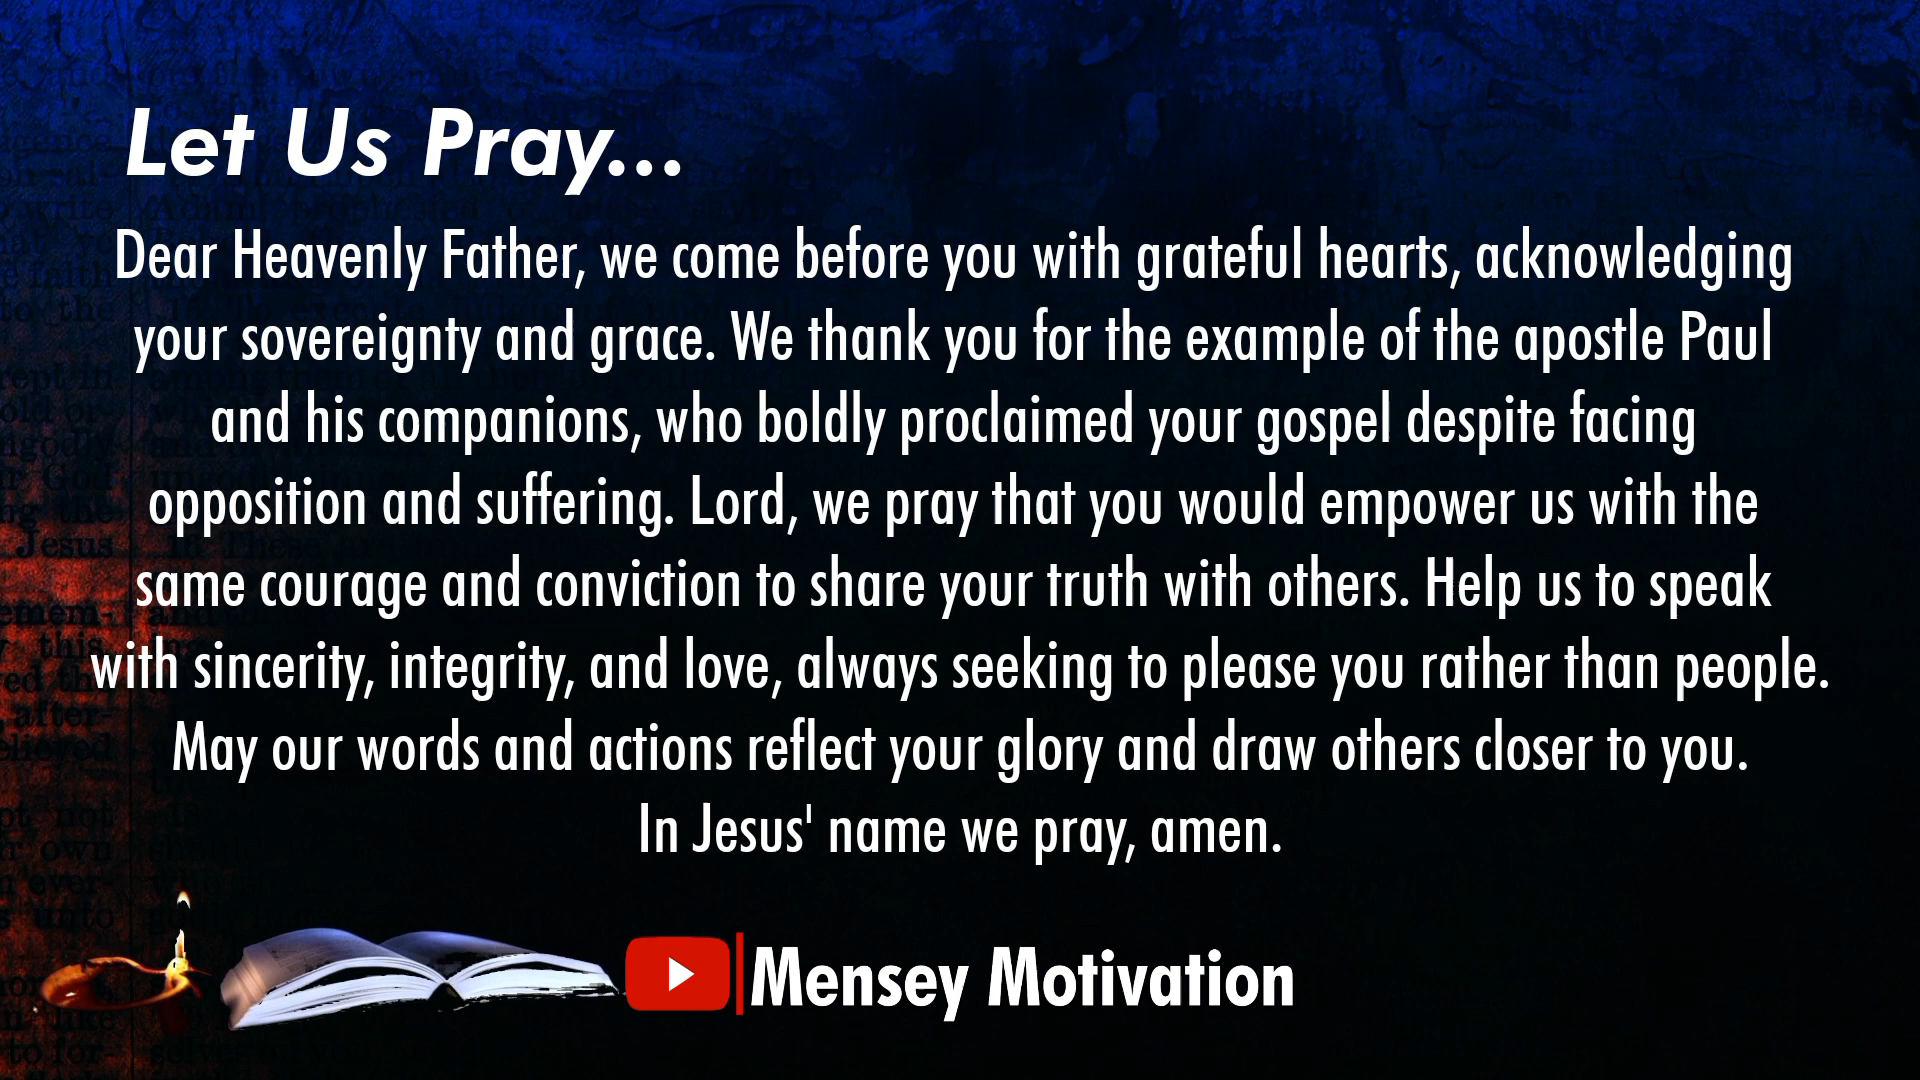 Let Us Pray...
Dear Heavenly Father, we come before you with grateful hearts, acknowledging
your sovereignty and grace. We thank you for the example of the apostle Paul
and his companions, who boldly proclaimed your gospel despite facing
opposition and suffering. Lord, we pray that you would empower us with the
same courage and conviction to share your truth with others. Help us to speak
with sincerity, integrity, and love, always seeking to please you rather than people.
May our words and actions reflect your glory and draw others closer to you.
In Jesus' name we pray, amen.
Mensey Motivation